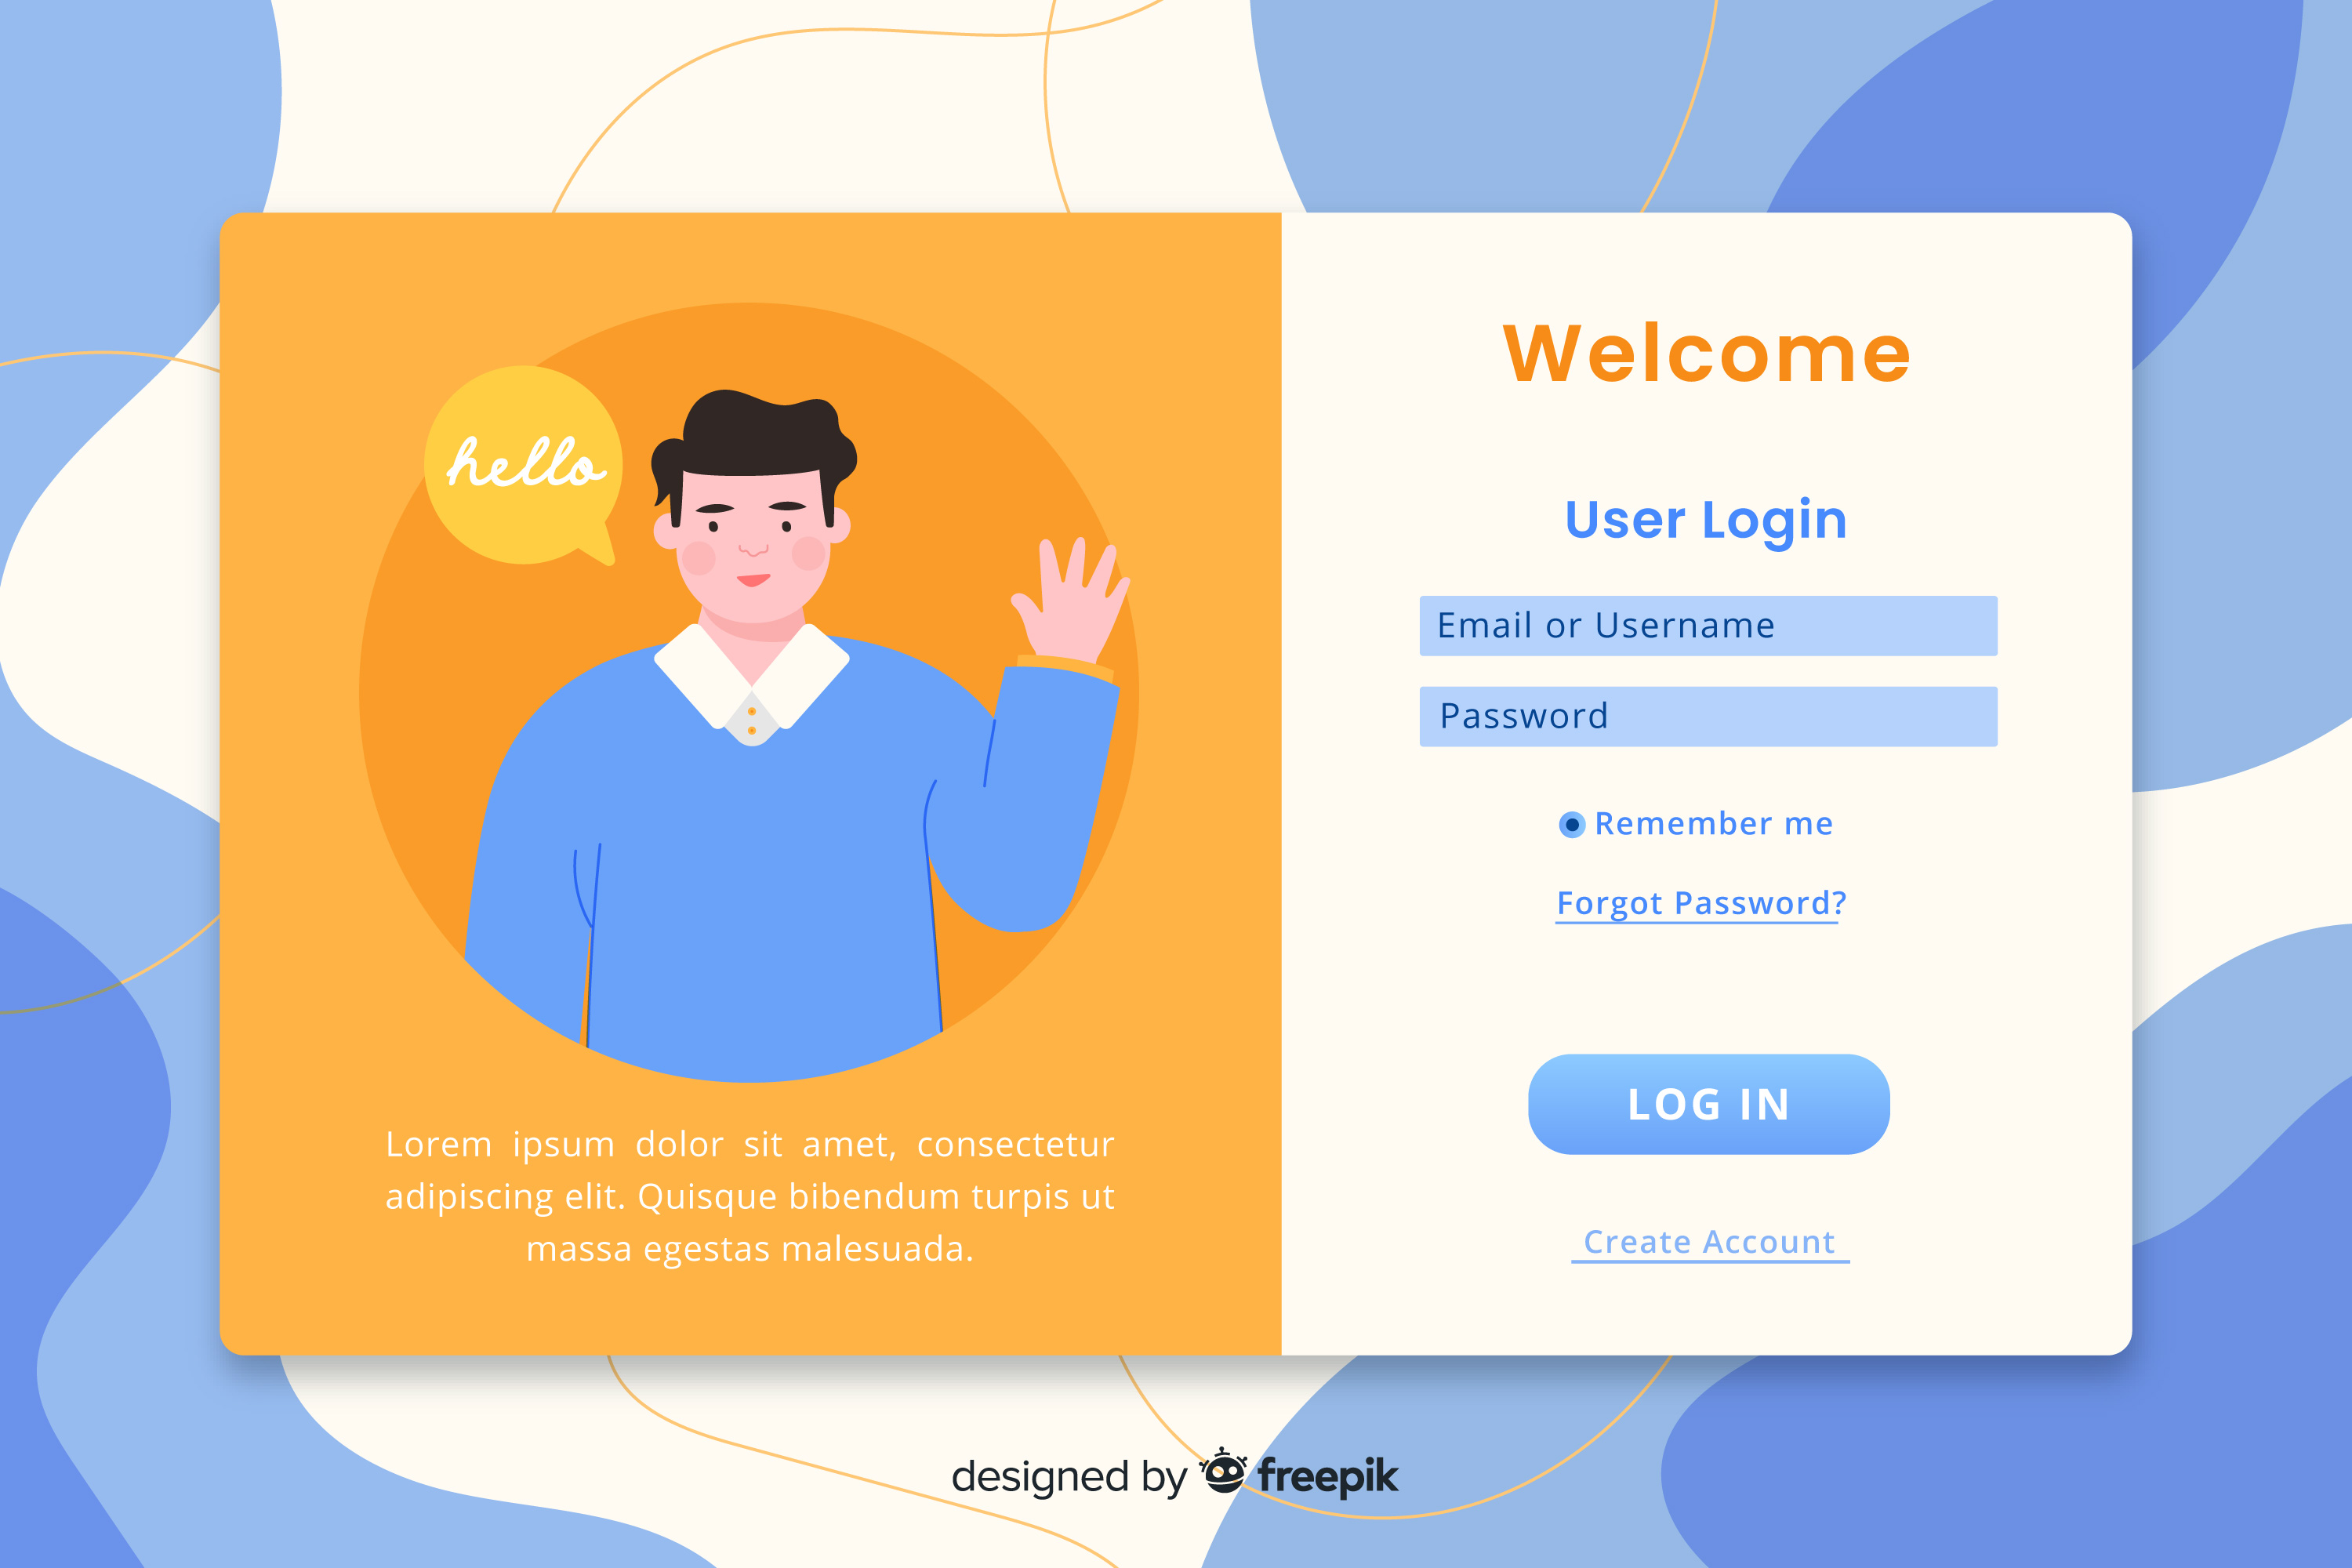 hello
Lorem ipsum dolor sit amet, consectetur
adipiscing elit. Quisque bibendum turpis ut
massa egestas malesuada.
Welcome
User Login
Email or Username
Password
Remember me
Forgot Password?
LOG IN
Create Account
designed by freepik